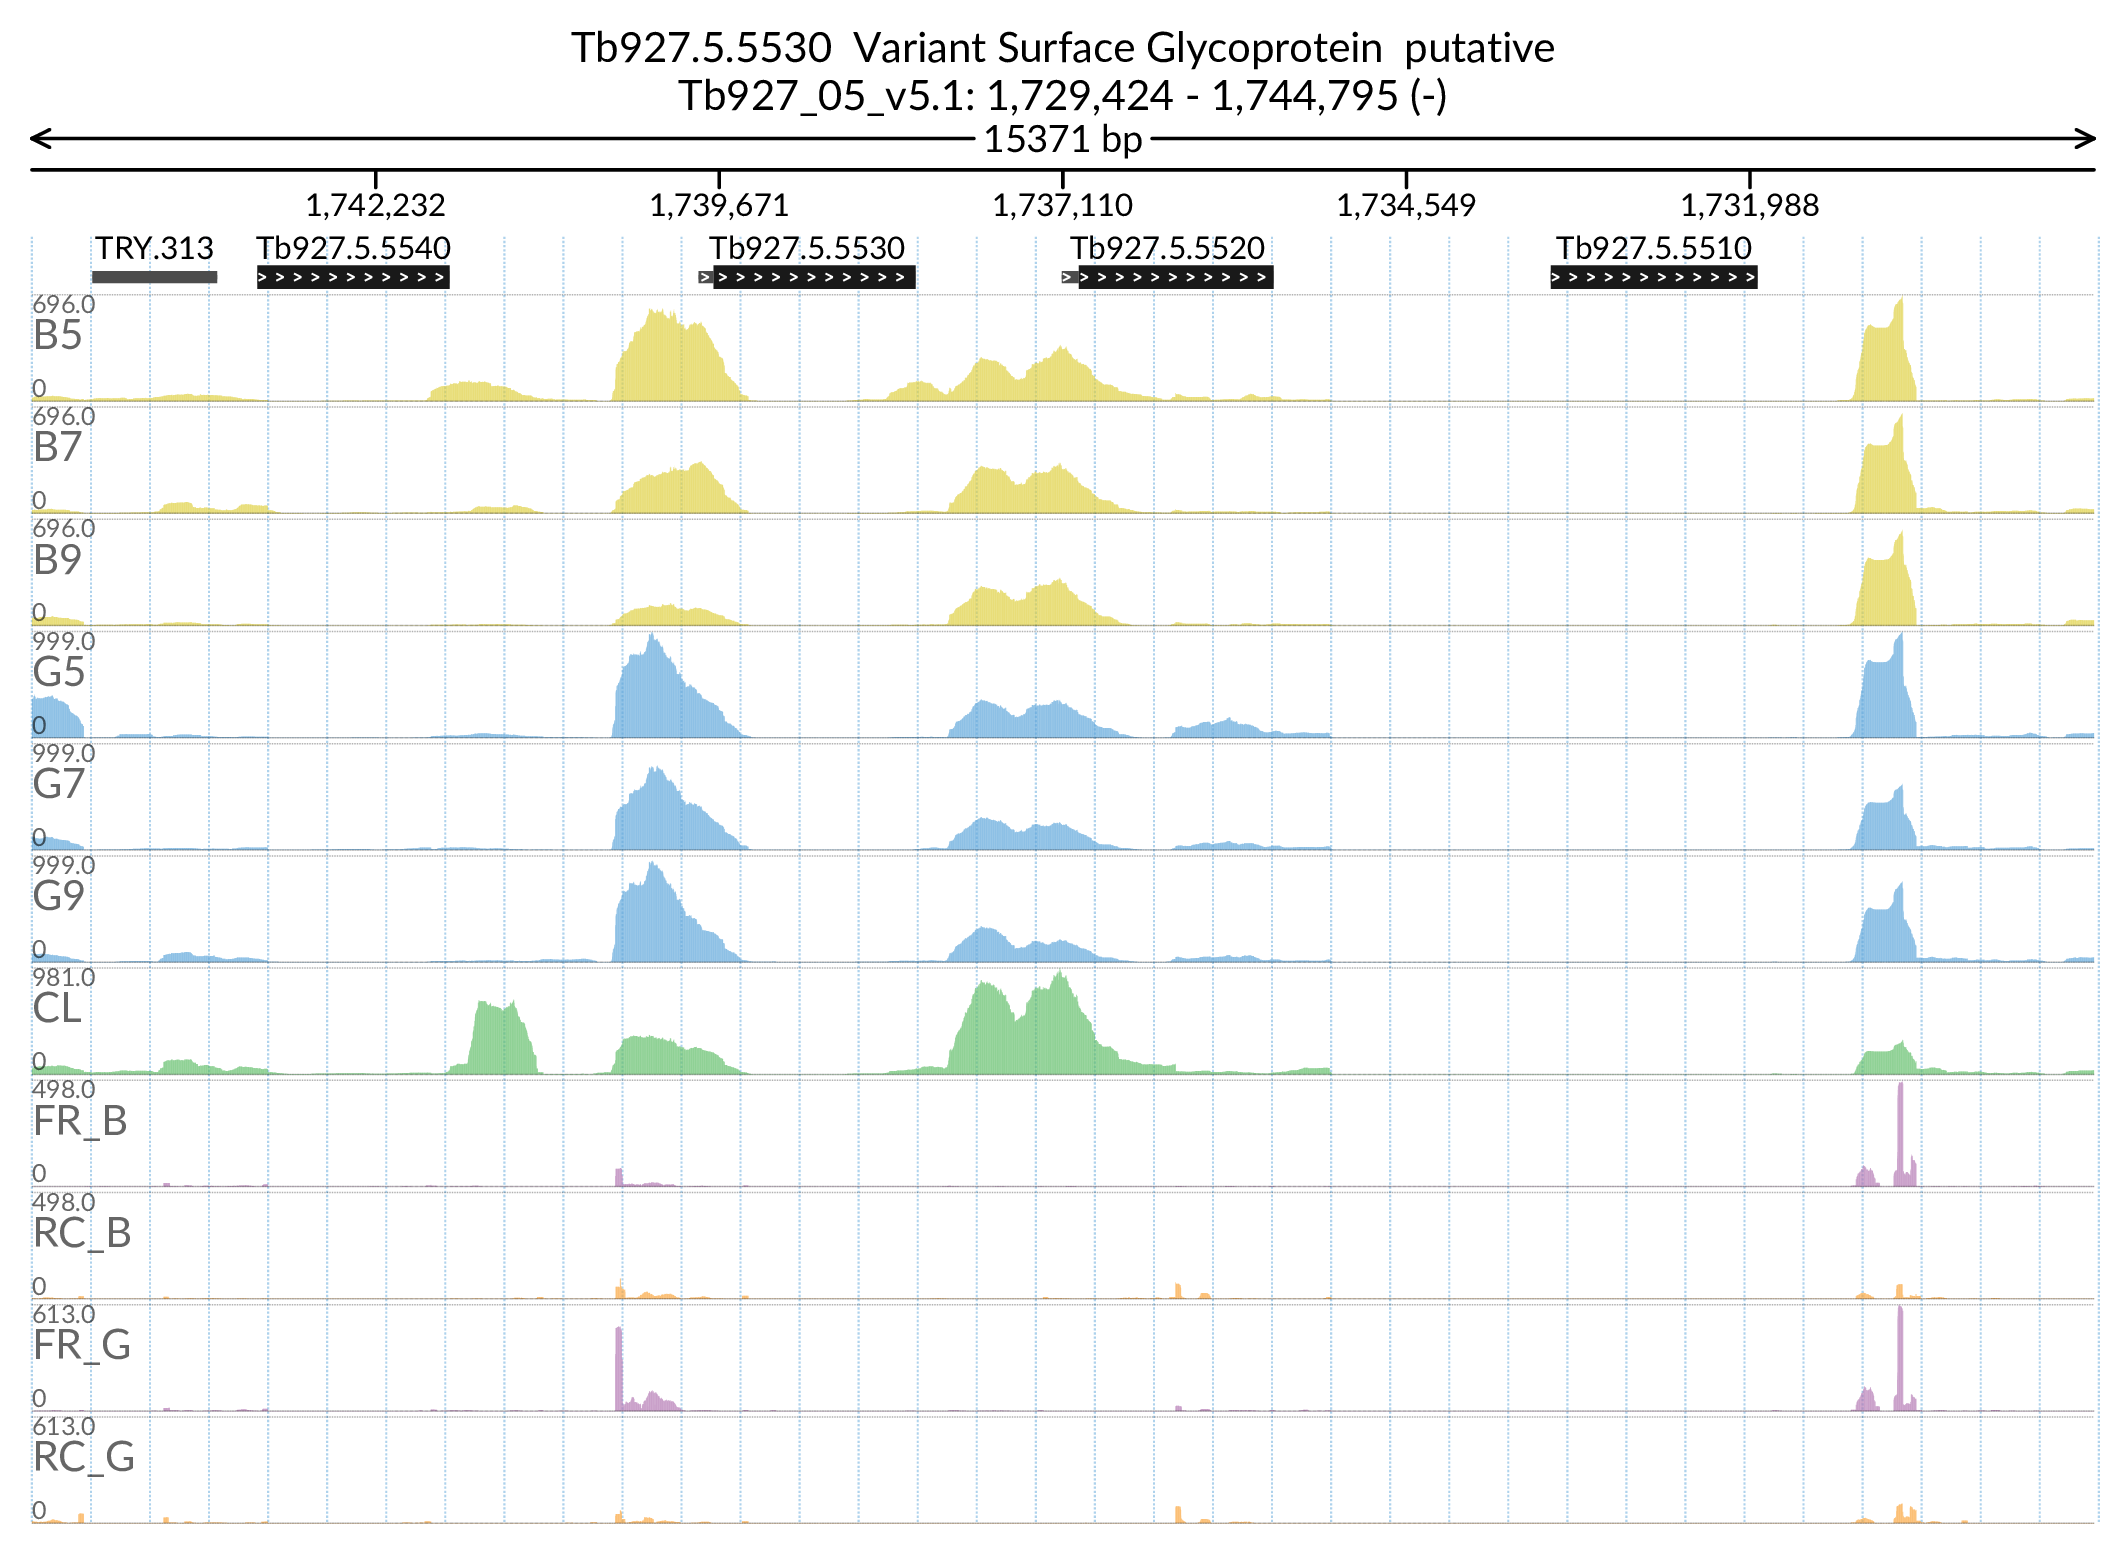 Tb927.5.5530 Variant Surface Glycoprotein putative
Tb927_05_v5.1: 1,729,424 - 1,744,795 (-)
15371 bp
1,742,232 1,739,671 1,737,110 1,734,549 1,731,988
TRY.313 Tb927.5.5540 Tb927.5.5530 Tb927.5.5520 Tb927.5.5510
696.0
B5
0
696.0
B7
0
696.0
B9
0
999.0
G5
0
999.0
G7
0
999.0
G9
0
981.0
CL
0
498.0
FR_B
0
498.0
RC_B
0
613.0
FR_G
0
613.0
RC_G
0